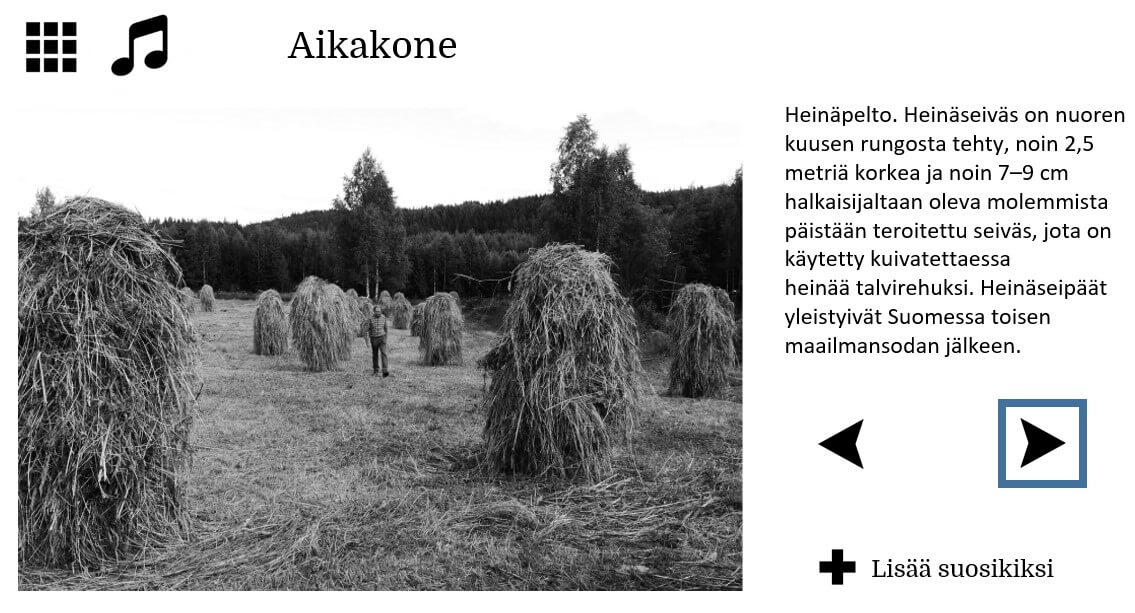 Aikakone
Heinäpelto. Heinäseiväs on nuoren
kuusen rungosta tehty, noin 2,5
metriä korkea ja noin 7–9 cm
halkaisijaltaan oleva molemmista
päistään teroitettu seiväs, jota on
käytetty kuivatettaessa
heinää talvirehuksi. Heinäseipäät
yleistyivät Suomessa toisen
maailmansodan jälkeen.
Lisää suosikiksi